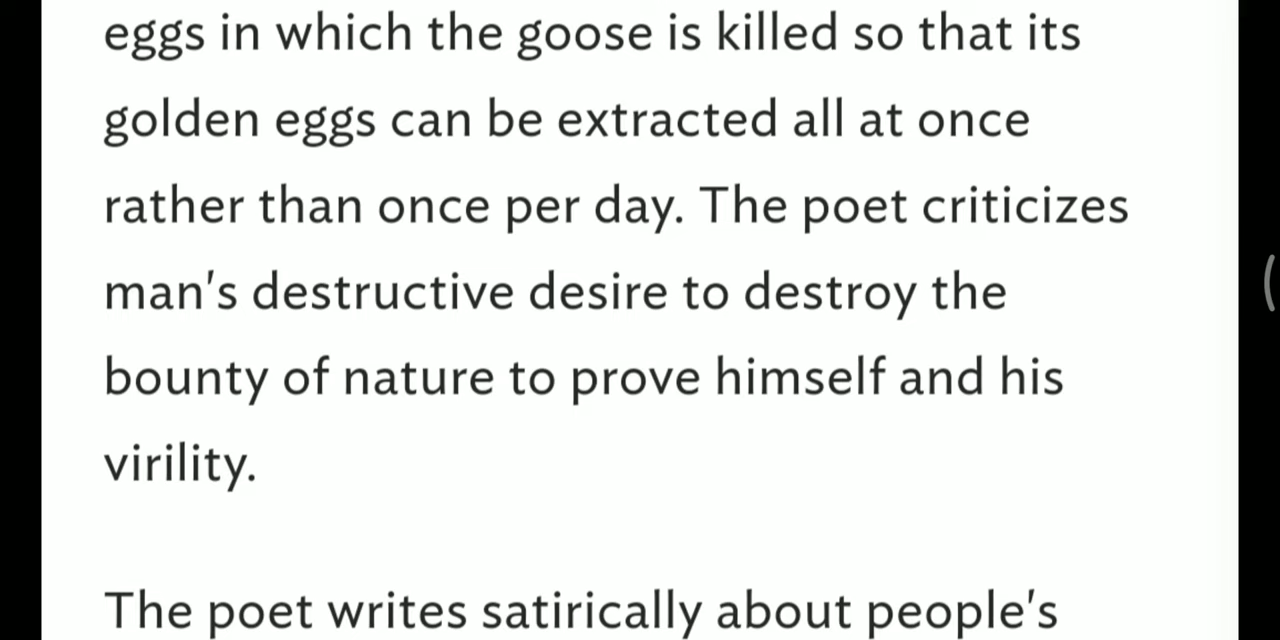 eggs in which the goose is killed so that its
golden eggs can be extracted all at once
rather than once per day. The poet criticizes
man's destructive desire to destroy the
bounty of nature to prove himself and his
virility.
The poet writes satirically about people's